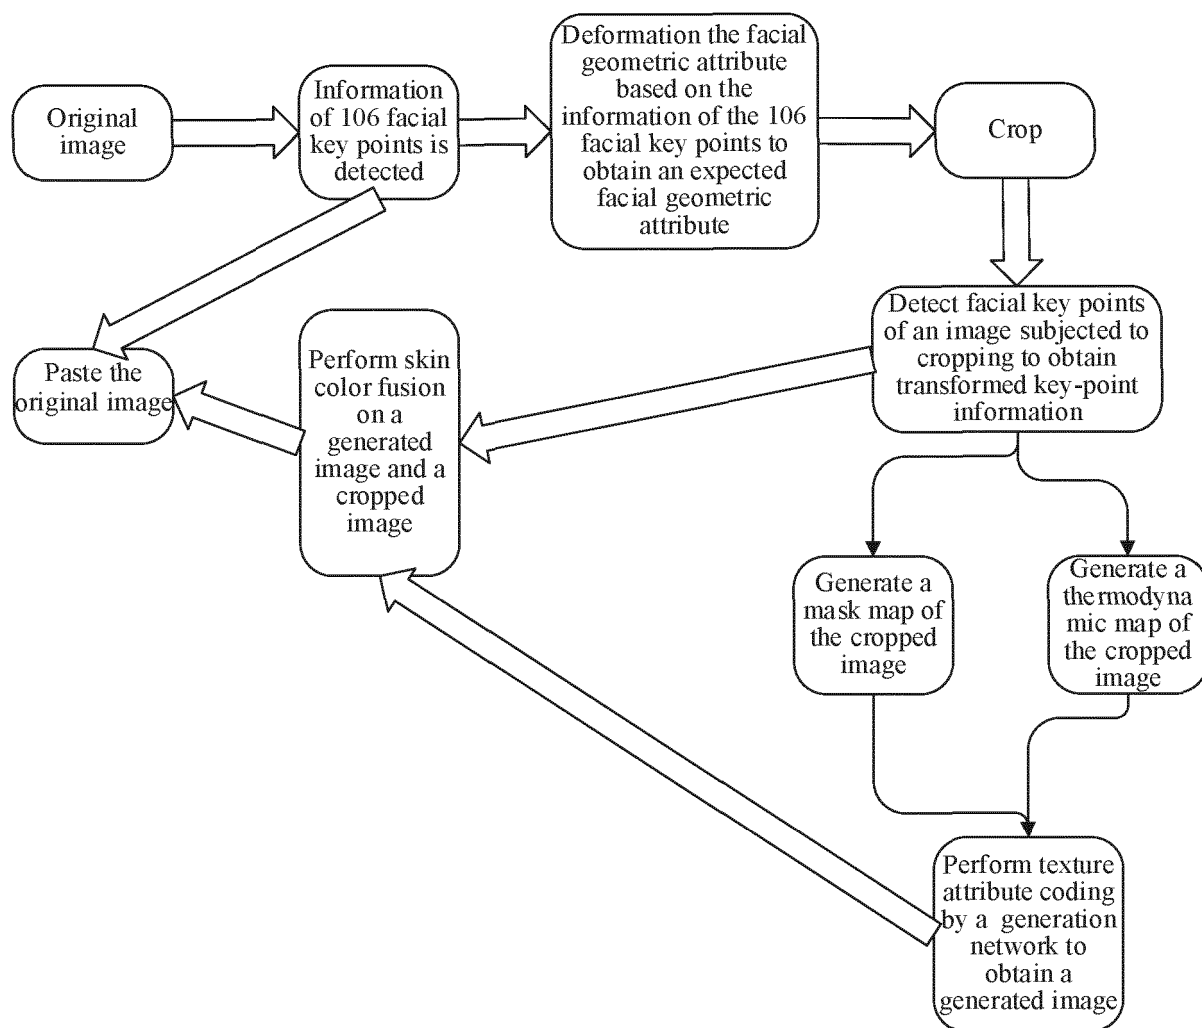 Original
image
Information
of 106 facial
key points is
detected
Deformation the facial
geometric attribute
based on the
information of the 106
facial key points to
obtain an expected
facial geometric
attribute
Crop
Detect facial key points
of an image subjected to
cropping to obtain
transformed key-point
information
Perform skin
color fusion
on a
generated
image and a
cropped
image
Paste the
original image
Generate a
mask map of
the cropped
image
Generate a
thermodyna
mic map of
the cropped
image
Perform texture
attribute coding
by a generation
network to
obtain a
generated image